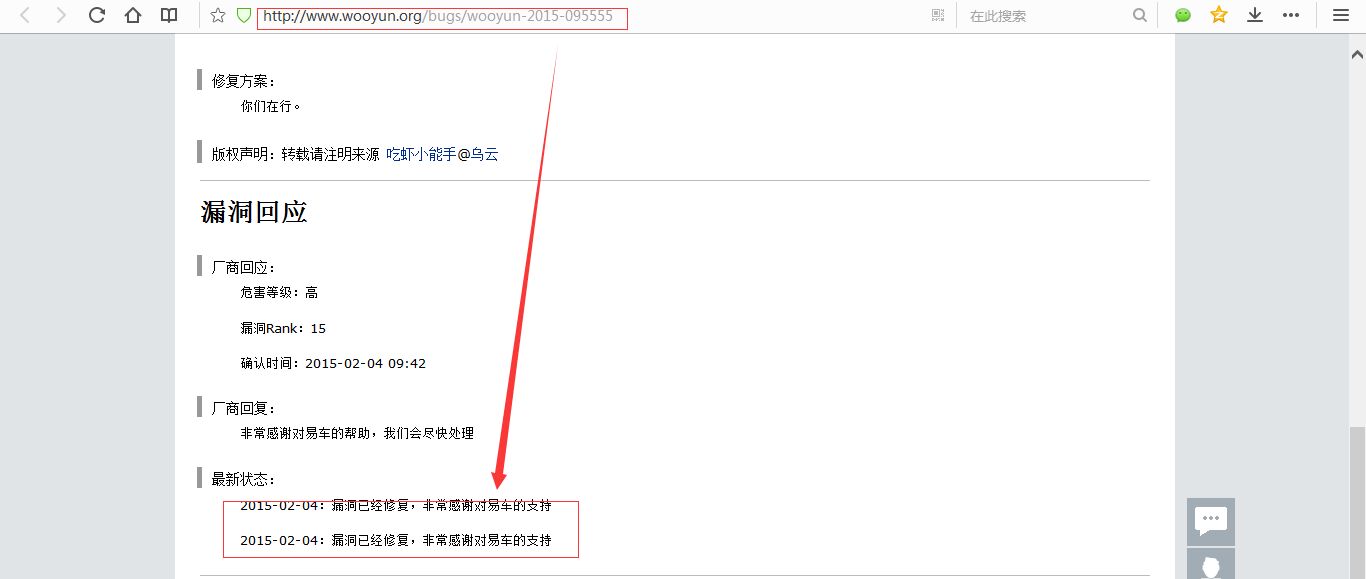 http://www.wooyun.org/bugs/wooyun-2015-095555
在此搜索
修复方案：
你们在行。
版权声明：转载请注明来源 吃虾小能手@乌云
漏洞回应
厂商回应：
危害等级：高
漏洞Rank：15
确认时间：2015-02-04 09:42
厂商回复：
非常感谢对易车的帮助，我们会尽快处理
最新状态：
2015-02-04：漏洞已经修复，非常感谢对易车的支持
2015-02-04：漏洞已经修复，非常感谢对易车的支持